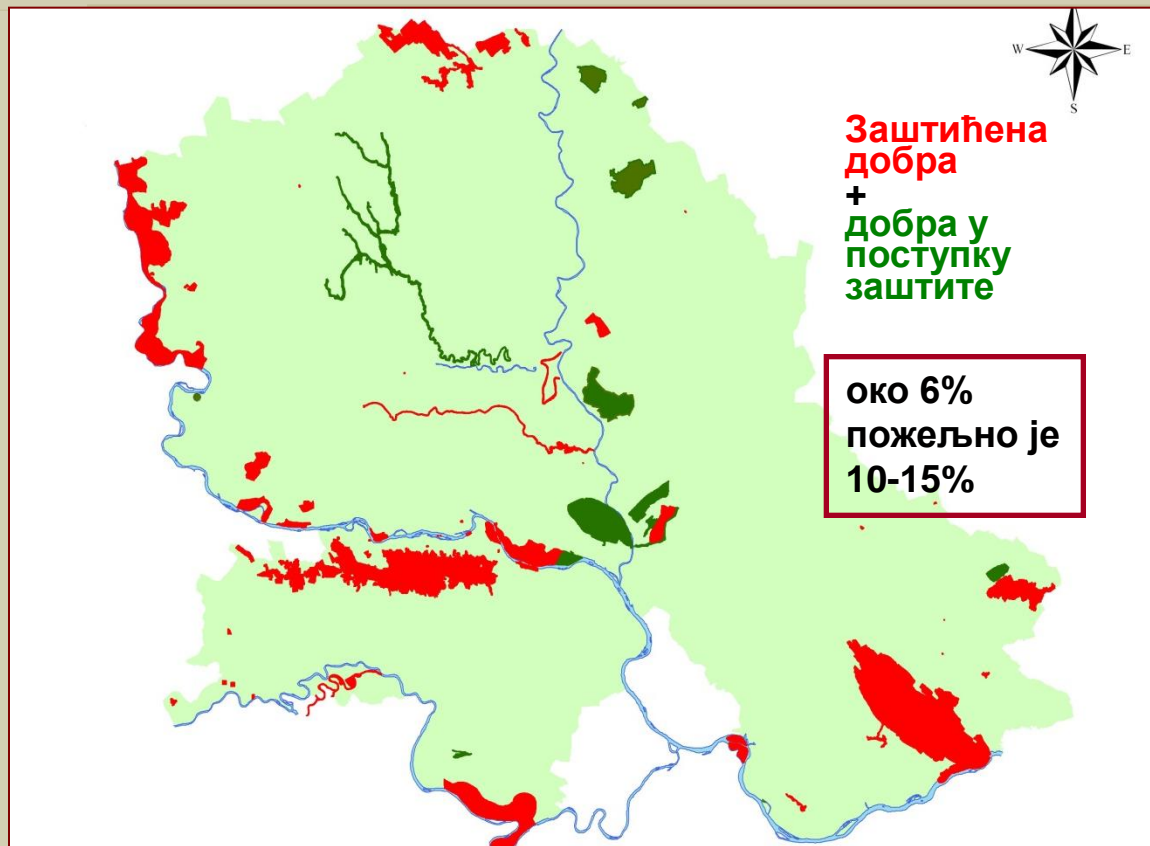 W
E
S
Заштићена
добра
+
добра у
поступку
заштите
око 6%
пожељно је
10-15%